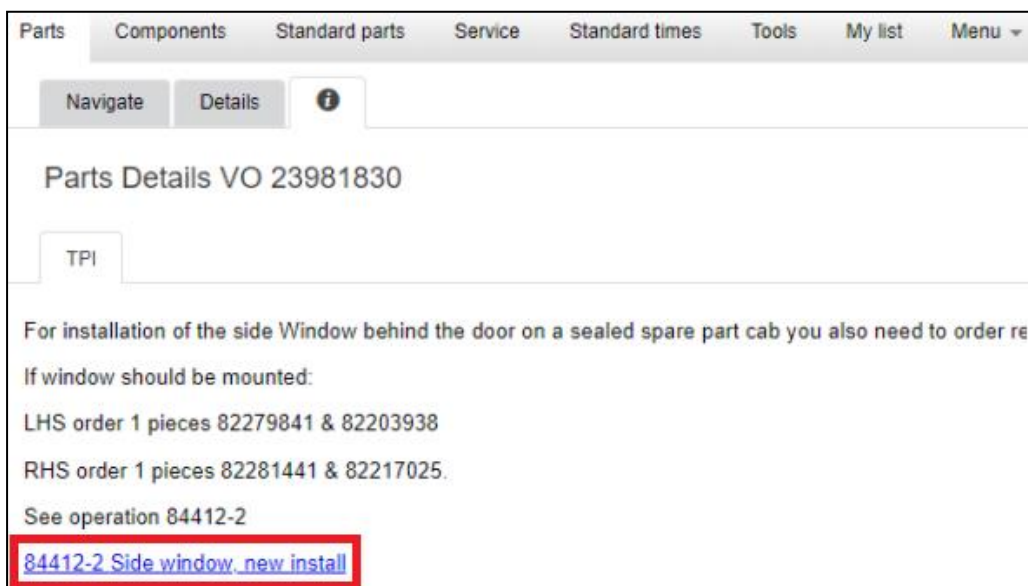 Parts Components Standard parts Service Standard times Tools My list Menu
Navigate Details
Parts Details VO 23981830
TPI
For installation of the side Window behind the door on a sealed spare part cab you also need to order re
If window should be mounted:
LHS order 1 pieces 82279841 & 82203938
RHS order 1 pieces 82281441 & 82217025.
See operation 84412-2
84412-2 Side window, new install